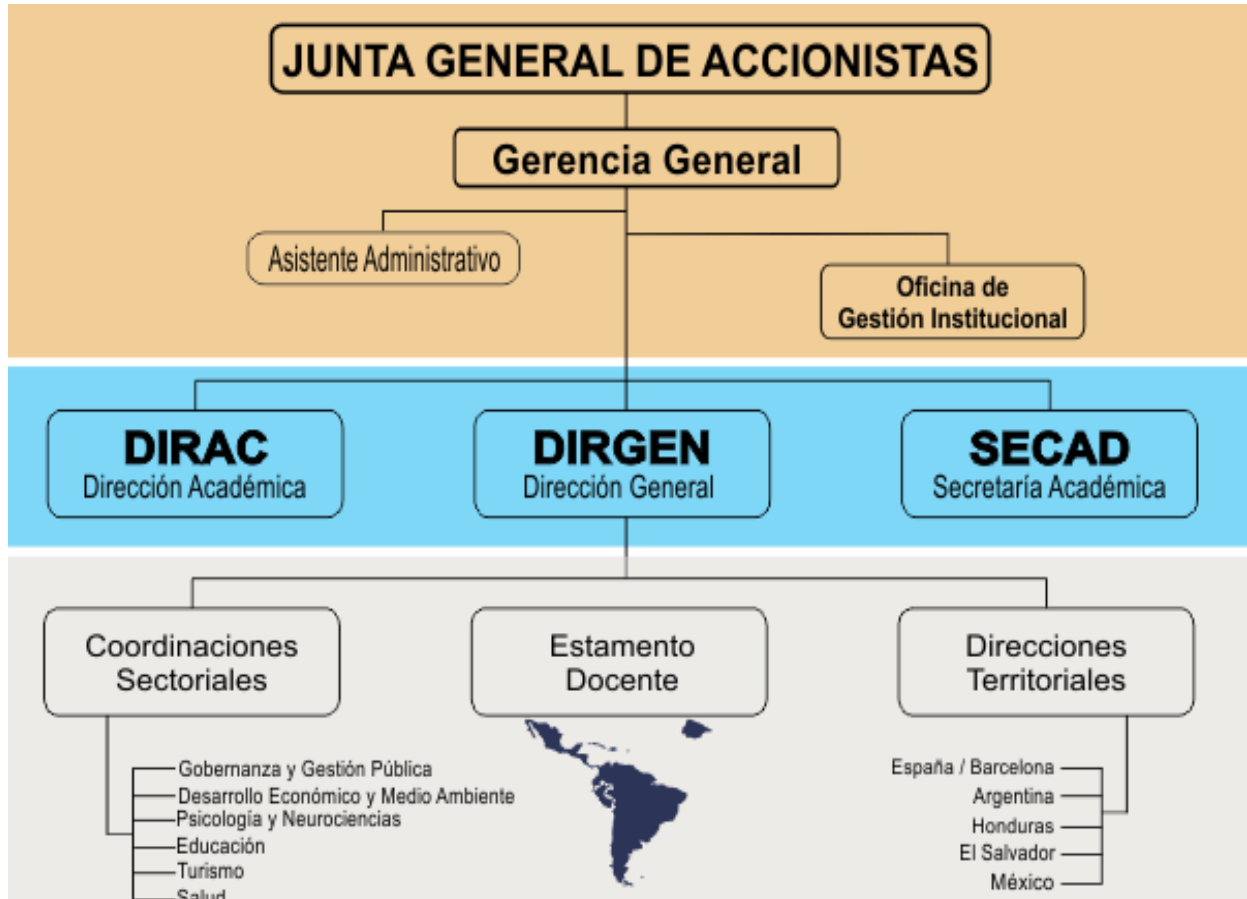 JUNTA GENERAL DE ACCIONISTAS
Gerencia General
Asistente Administrativo
Oficina de
Gestión Institucional
DIRAC
Dirección Académica
DIRGEN
Dirección General
SECAD
Secretaría Académica
Coordinaciones
Sectoriales
Estamento
Docente
Direcciones
Territoriales
Gobernanza y Gestión Pública
Desarrollo Económico y Medio Ambiente
Psicología y Neurociencias
Educación
Turismo
Salud
España / Barcelona
Argentina
Honduras
El Salvador
México